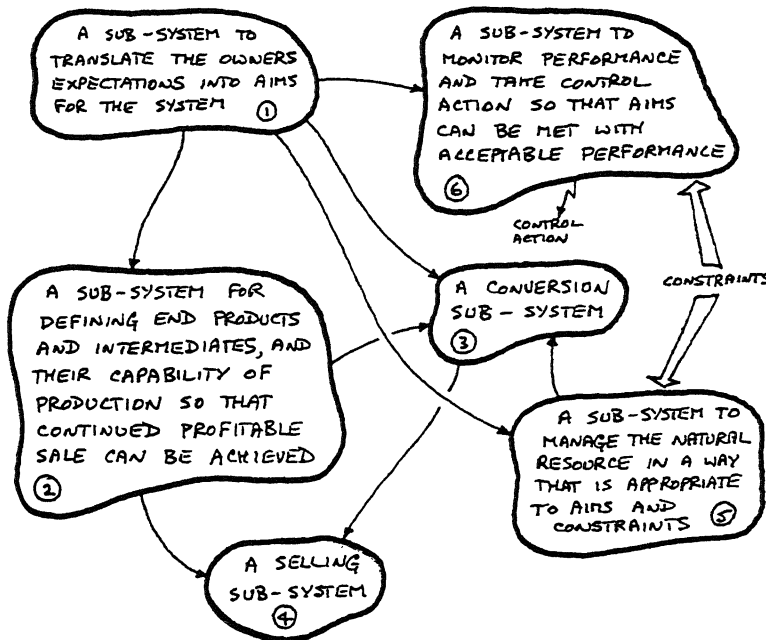 A SUB-SYSTEM TO
TRANSLATE THE OWNERS
EXPECTATIONS INTO AIMS
FOR THE SYSTEM
①
A SUB-SYSTEM TO
MONITOR PERFORMANCE
AND TAKE CONTROL
ACTION SO THAT AIMS
CAN BE MET WITH
ACCEPTABLE PERFORMANCE
⑥
CONTROL
ACTION
CONSTRAINTS
A SUB-SYSTEM FOR
DEFINING END PRODUCTS
AND INTERMEDIATES, AND
THEIR CAPABILITY OF
PRODUCTION SO THAT
CONTINUED PROFITABLE
SALE CAN BE ACHIEVED
②
A CONVERSION
SUB-SYSTEM
③
A SUB-SYSTEM TO
MANAGE THE NATURAL
RESOURCE IN A WAY
THAT IS APPROPRIATE
TO AIMS AND
CONSTRAINTS ⑤
A SELLING
SUB-SYSTEM
④